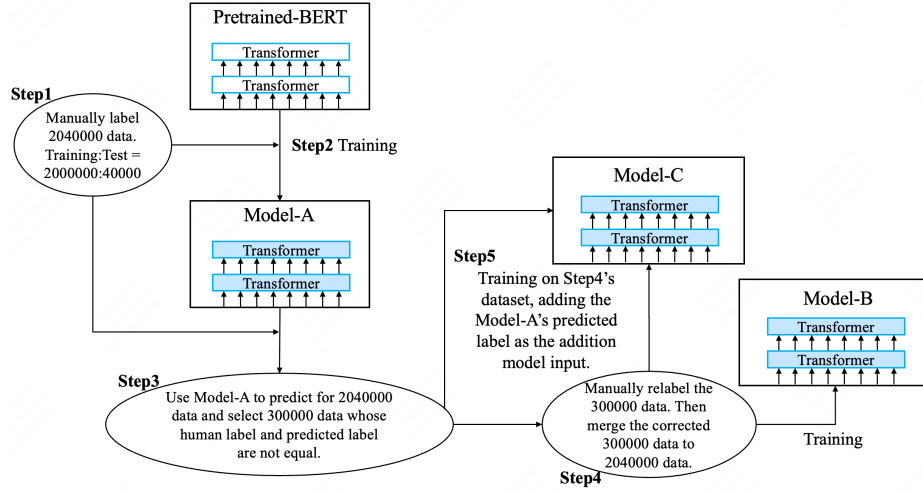 Pretrained-BERT
Transformer
Transformer
Step1
Manually label
2040000 data.
Training:Test =
2000000:40000
Step2 Training
Model-A
Transformer
Transformer
Step3
Use Model-A to predict for 2040000
data and select 300000 data whose
human label and predicted label
are not equal.
Model-C
Transformer
Transformer
Step5
Training on Step4's
dataset, adding the
Model-A's predicted
label as the addition
model input.
Model-B
Transformer
Transformer
Manually relabel the
300000 data. Then
merge the corrected
300000 data to
2040000 data.
Step4
Training